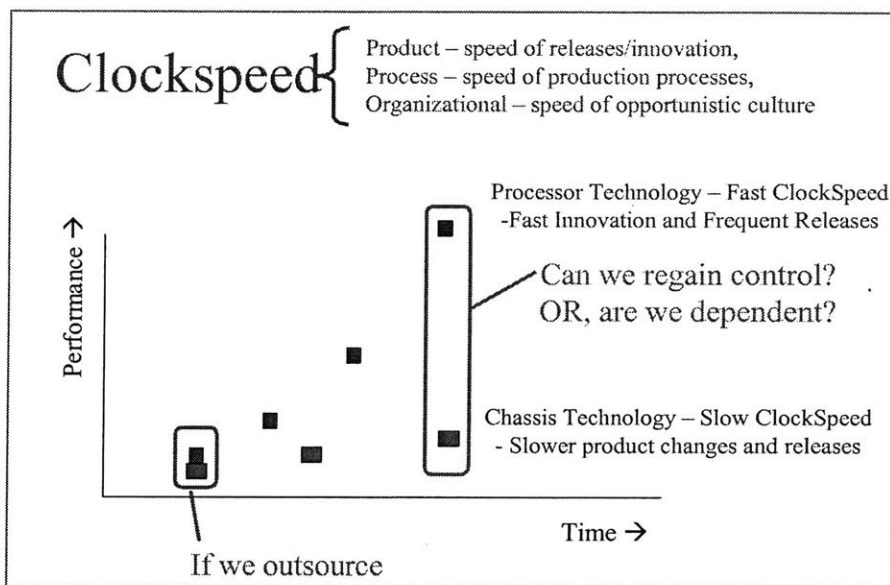 Clockspeed
Product – speed of releases/innovation,
Process – speed of production processes,
Organizational – speed of opportunistic culture
Processor Technology – Fast ClockSpeed
-Fast Innovation and Frequent Releases
Performance →
Can we regain control?
OR, are we dependent?
Chassis Technology – Slow ClockSpeed
- Slower product changes and releases
Time →
If we outsource